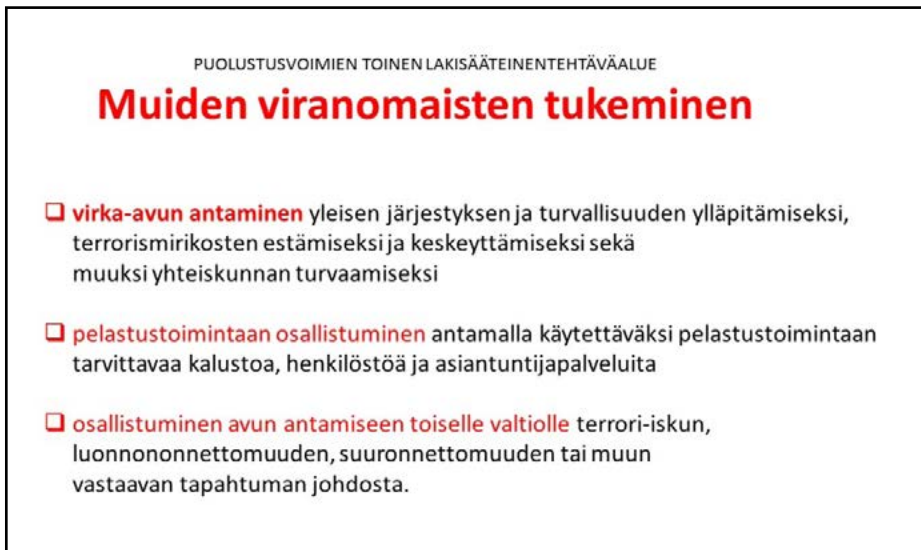 PUOLUSTUSVOIMIEN TOINEN LAKISÄÄTEINENTEHTÄVÄALUE
Muiden viranomaisten tukeminen
❑ virka-avun antaminen yleisen järjestyksen ja turvallisuuden ylläpitämiseksi,
terrorismirikosten estämiseksi ja keskeyttämiseksi sekä
muuksi yhteiskunnan turvaamiseksi
❑ pelastustoimintaan osallistuminen antamalla käytettäväksi pelastustoimintaan
tarvittavaa kalustoa, henkilöstöä ja asiantuntijapalveluita
❑ osallistuminen avun antamiseen toiselle valtiolle terrori-iskun,
luonnononnettomuuden, suuronnettomuuden tai muun
vastaavan tapahtuman johdosta.